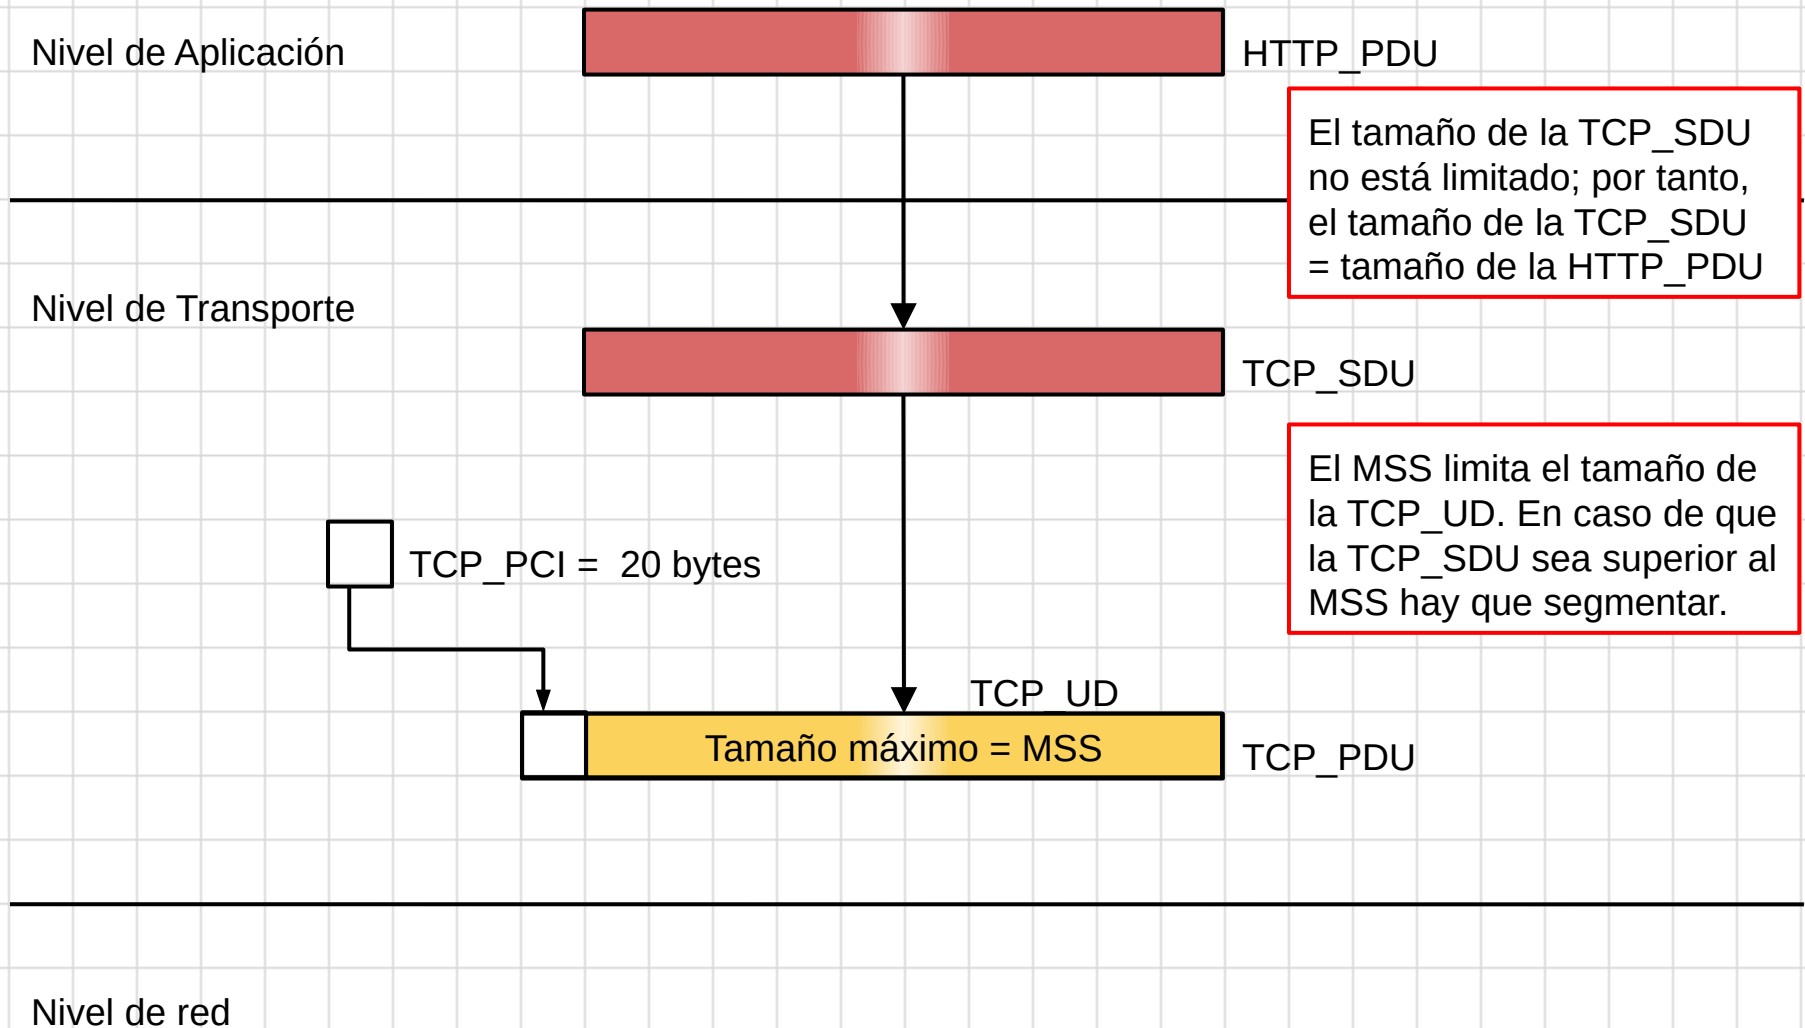 Nivel de Aplicación
HTTP_PDU
El tamaño de la TCP_SDU
no está limitado; por tanto,
el tamaño de la TCP_SDU
= tamaño de la HTTP_PDU
Nivel de Transporte
TCP_SDU
El MSS limita el tamaño de
la TCP_UD. En caso de que
la TCP_SDU sea superior al
MSS hay que segmentar.
TCP_PCI =  20 bytes
TCP_UD
Tamaño máximo = MSS
TCP_PDU
Nivel de red